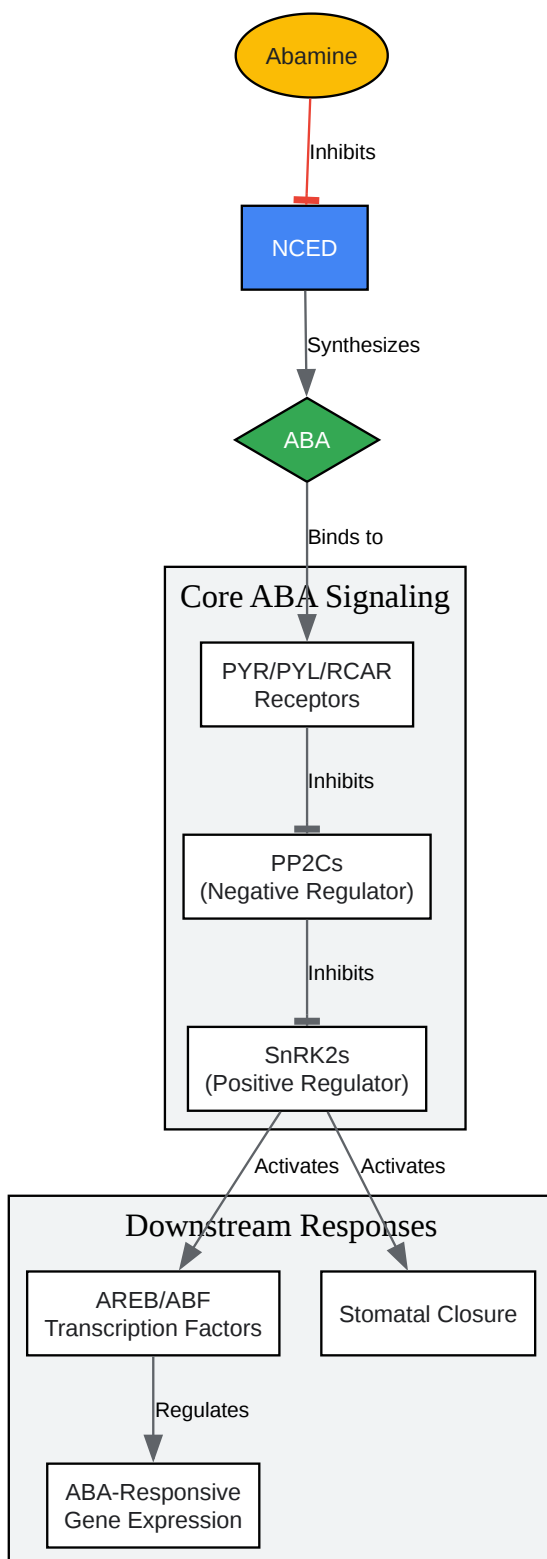 Abamine
Inhibits
NCED
Synthesizes
ABA
Binds to
Core ABA Signaling
PYR/PYL/RCAR
Receptors
Inhibits
PP2Cs
(Negative Regulator)
Inhibits
SnRK2s
(Positive Regulator)
Activates
Activates
Downstream Responses
AREB/ABF
Transcription Factors
Stomatal Closure
Regulates
ABA-Responsive
Gene Expression